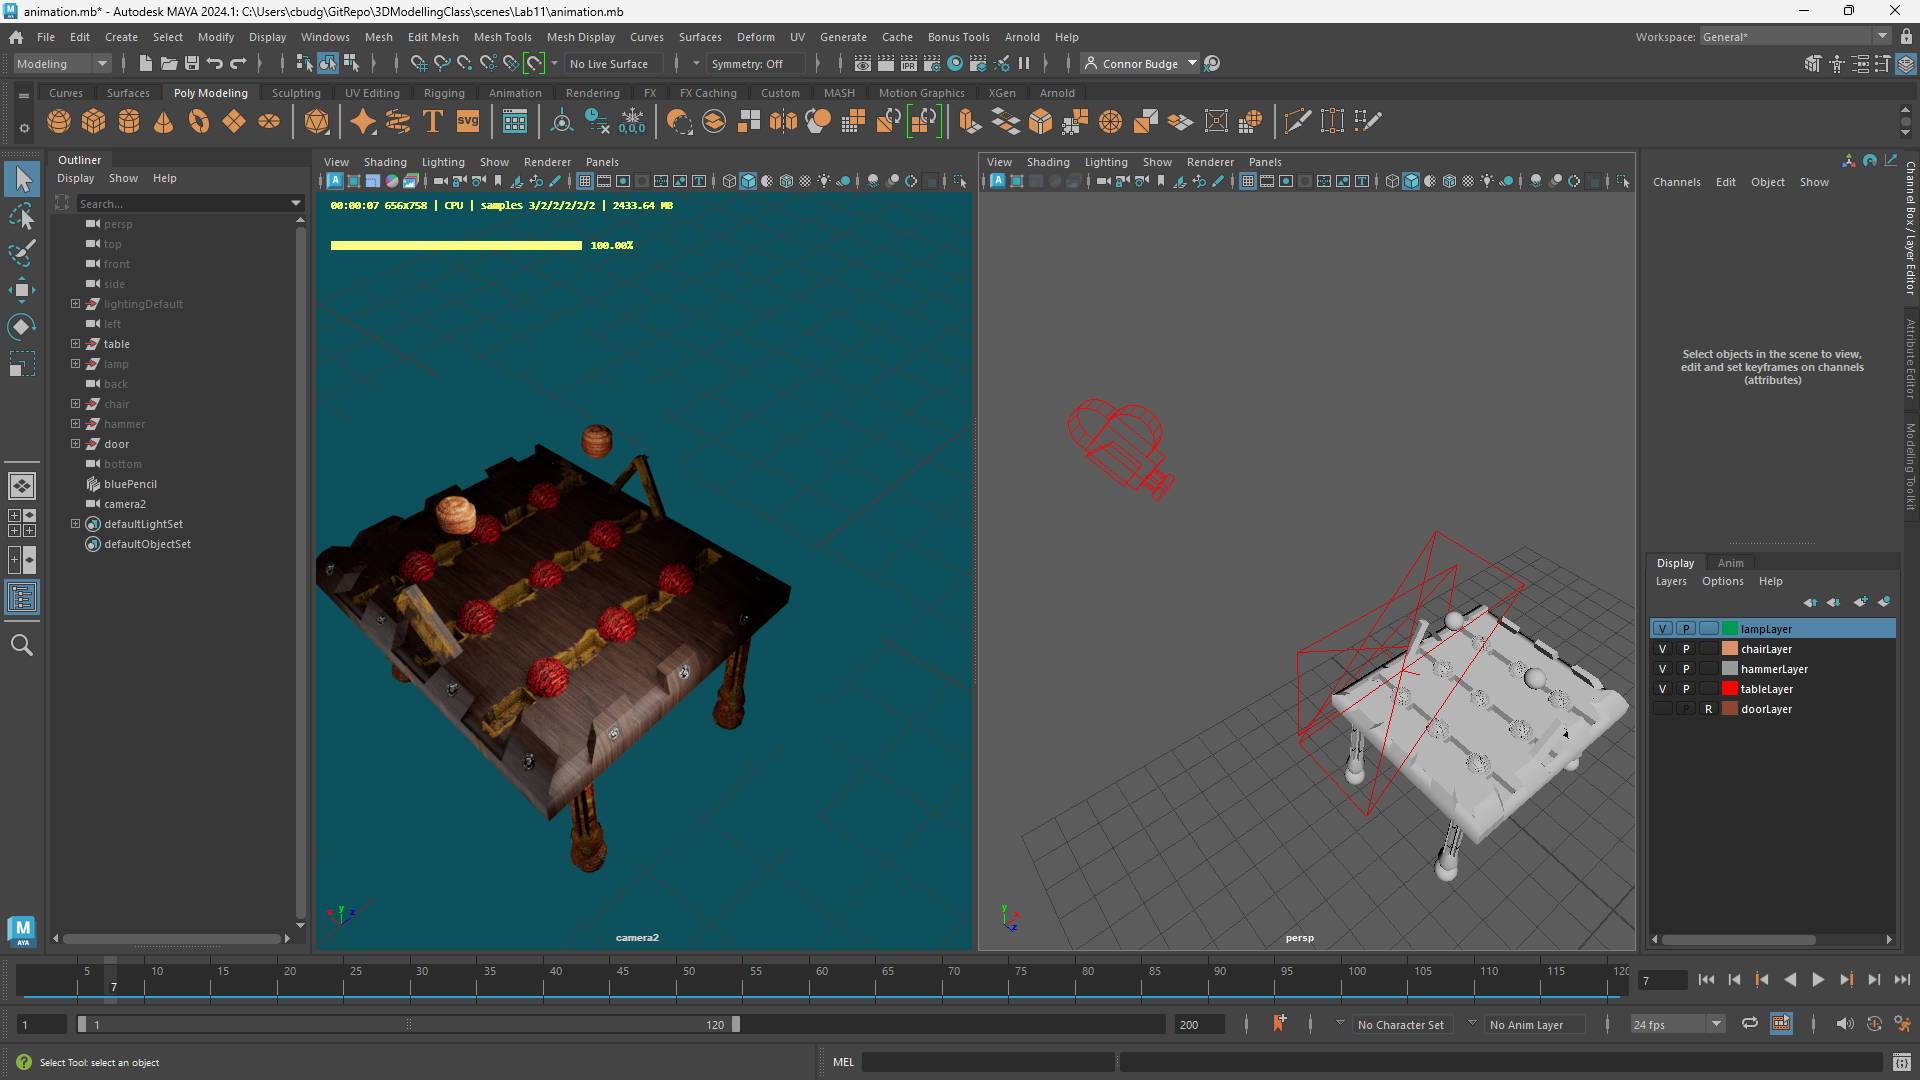 animation.mb* - Autodesk MAYA 2024.1: C:\Users\cbudg\GitRepo\3DModellingClass\scenes\Lab11\animation.mb
File Edit Create Select Modify Display Windows Mesh Edit Mesh Mesh Tools Mesh Display Curves Surfaces Deform UV Generate Cache Bonus Tools Arnold Help
Workspace: General*
Modeling
No Live Surface
Symmetry: Off
IPR
Connor Budge
Curves Surfaces Poly Modeling Sculpting UV Editing Rigging Animation Rendering FX FX Caching Custom MASH Motion Graphics XGen Arnold
T
svg
0,0,0
Outliner
Display Show Help
Search...
persp
top
front
side
lightingDefault
left
table
lamp
back
chair
hammer
door
bottom
bluePencil
camera2
defaultLightSet
defaultObjectSet
M
AYA
View Shading Lighting Show Renderer Panels
00:00:07 656x758 | CPU | samples 3/2/2/2/2/2 | 2433.64 MB
100.00%
x y z
camera2
View Shading Lighting Show Renderer Panels
y x z
persp
Channels Edit Object Show
Select objects in the scene to view,
edit and set keyframes on channels
(attributes)
Channel Box / Layer Editor
Attribute Editor
Modeling Toolkit
Display Anim
Layers Options Help
V P lampLayer
V P chairLayer
V P hammerLayer
V P tableLayer
P R doorLayer
5 10 15 20 25 30 35 40 45 50 55 60 65 70 75 80 85 90 95 100 105 110 115 120
7
7
1
1
120
200
No Character Set
No Anim Layer
24 fps
Select Tool: select an object
MEL